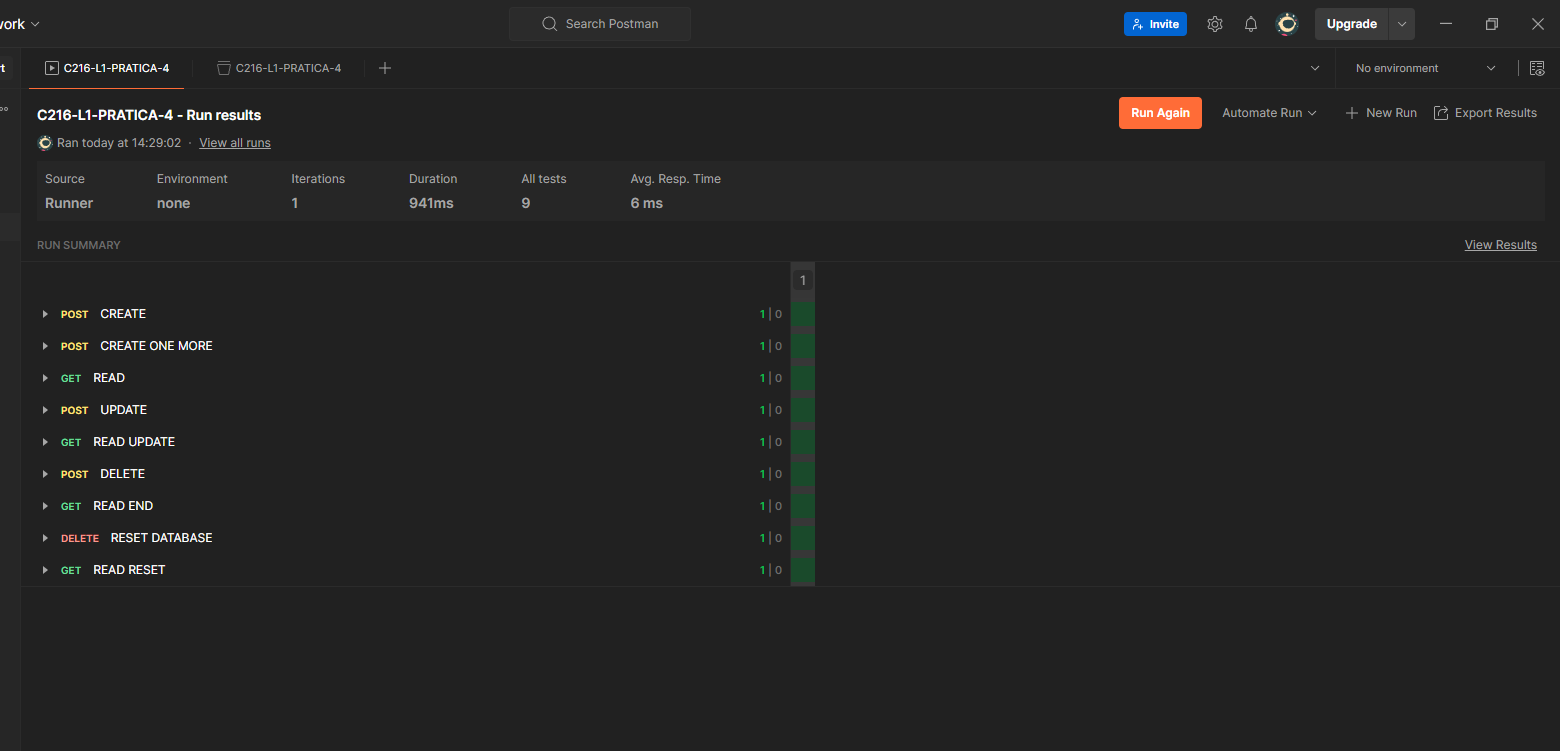 work
Search Postman
Invite
Upgrade
C216-L1-PRATICA-4
C216-L1-PRATICA-4
No environment
C216-L1-PRATICA-4 - Run results
Run Again
Automate Run
New Run
Export Results
Ran today at 14:29:02 · View all runs
Source Environment Iterations Duration All tests Avg. Resp. Time
Runner none 1 941ms 9 6 ms
RUN SUMMARY View Results
1
POST CREATE 1 | 0
POST CREATE ONE MORE 1 | 0
GET READ 1 | 0
POST UPDATE 1 | 0
GET READ UPDATE 1 | 0
POST DELETE 1 | 0
GET READ END 1 | 0
DELETE RESET DATABASE 1 | 0
GET READ RESET 1 | 0